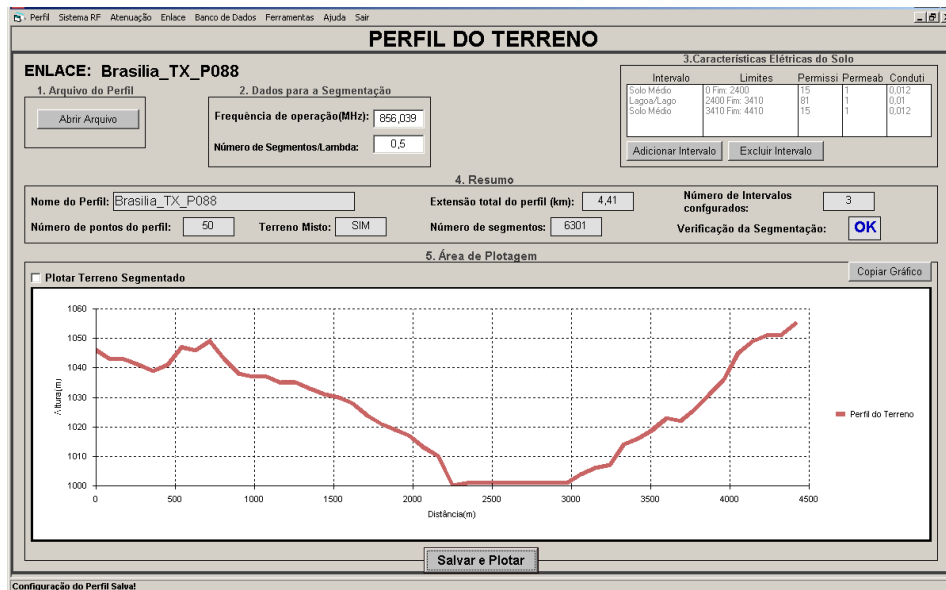 Perfil Sistema RF Atenuação Enlace Banco de Dados Ferramentas Ajuda Sair
PERFIL DO TERRENO
ENLACE: Brasilia_TX_P088
1. Arquivo do Perfil
Abrir Arquivo
2. Dados para a Segmentação
Frequência de operação(MHz): 856,039
Número de Segmentos/Lambda: 0,5
3.Características Elétricas do Solo
Intervalo Limites Permissi Permeab Conduti
Solo Médio 0 Fim: 2400 15 1 0,012
Lagoa/Lago 2400 Fim: 3410 81 1 0,01
Solo Médio 3410 Fim: 4410 15 1 0,012
Adicionar Intervalo Excluir Intervalo
4. Resumo
Nome do Perfil: Brasilia_TX_P088 Extensão total do perfil (km): 4,41 Número de Intervalos confgurados: 3
Número de pontos do perfil: 50 Terreno Misto: SIM Número de segmentos: 6301 Verificação da Segmentação: OK
5. Área de Plotagem
Plotar Terreno Segmentado
Copiar Gráfico
1060
1050
1040
1030
1020
1010
1000
Altura(m)
0 500 1000 1500 2000 2500 3000 3500 4000 4500
Distância(m)
Perfil do Terreno
Salvar e Plotar
Configuração do Perfil Salva!